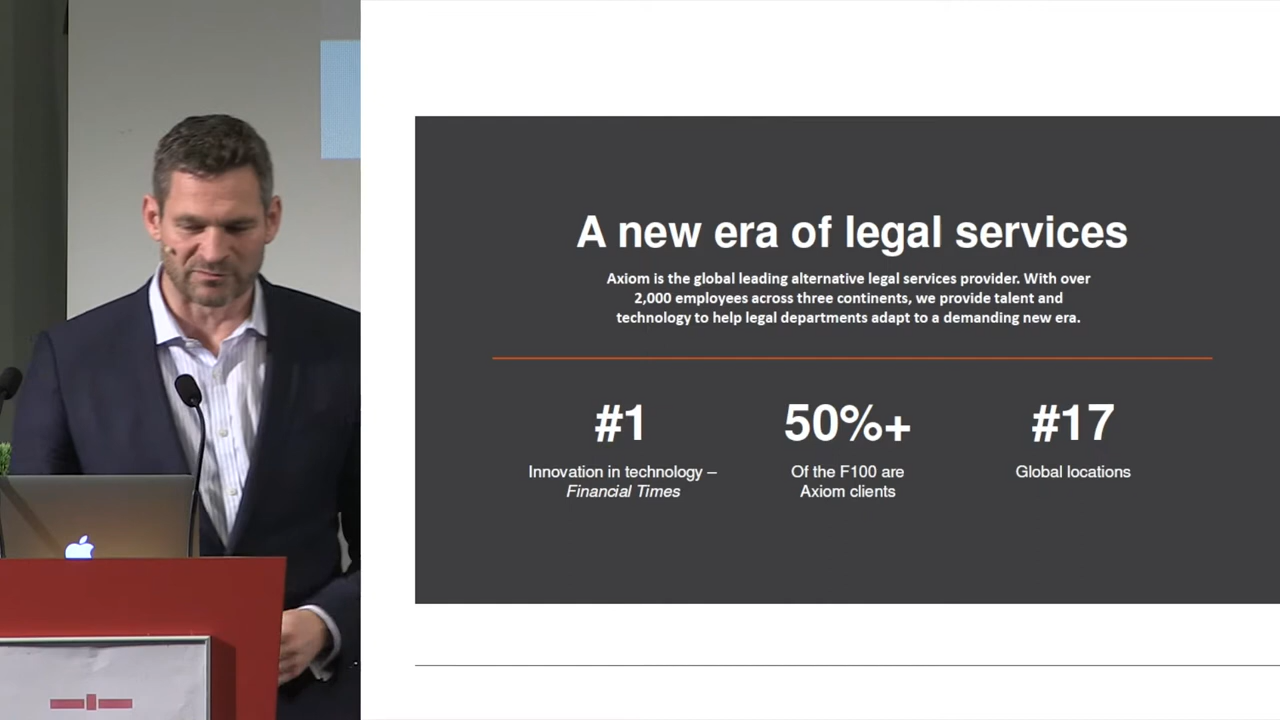 A new era of legal services
Axiom is the global leading alternative legal services provider. With over
2,000 employees across three continents, we provide talent and
technology to help legal departments adapt to a demanding new era.
#1
Innovation in technology –
Financial Times
50%+
Of the F100 are
Axiom clients
#17
Global locations